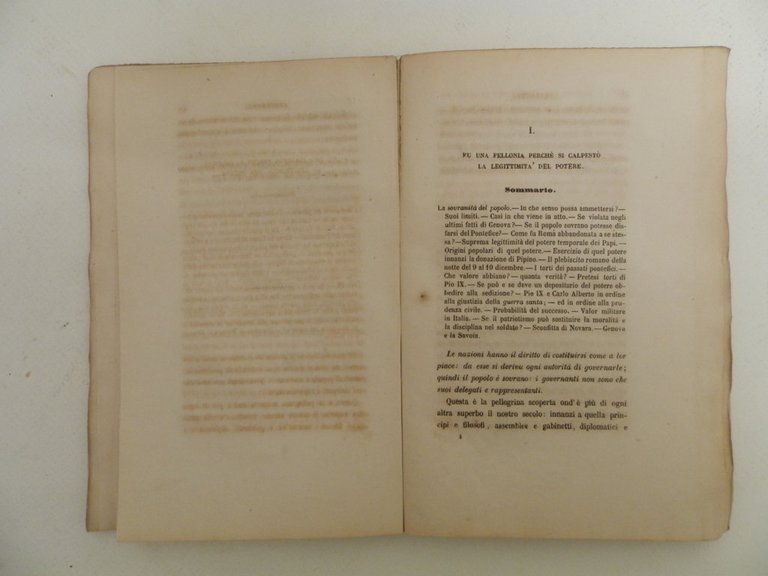 I.
FU UNA FELLONIA PERCHÉ SI CALPESTÒ
LA LEGITTIMITA' DEL POTERE.
Sommario.
La sovranità del popolo. — In che senso possa ammettersi? —
Suoi limiti. — Casi in che viene in atto. — Se violata negli
ultimi fatti di Genova? — Se il popolo sovrano potesse dis-
farsi del Pontefice? — Come fu Roma abbandonata a se stes-
sa? — Suprema legittimità del potere temporale dei Papi. —
Origini popolari di quel potere. — Esercizio di quel potere
innanzi la donazione di Pipino. — Il plebiscito romano della
notte del 9 al 10 dicembre. — I torti dei passati pontefici. —
Che valore abbiano? — quanta verità? — Pretesi torti di
Pio IX. — Se può e se deve un depositario del potere ob-
bedire alla sedizione? — Pio IX e Carlo Alberto in ordine
alla giustizia della guerra santa; — ed in ordine alla pru-
denza civile. — Probabilità del successo. — Valor militare
in Italia. — Se il patriotismo può sostituire la moralità e
la disciplina nel soldato? — Sconfitta di Novara. — Genova
e la Savoia.
Le nazioni hanno il diritto di costituirsi come a lor
piace: da esse si deriva ogni autorità di governarle;
quindi il popolo è sovrano: i governanti non sono che
suoi delegati e rappresentanti.
Questa è la pellegrina scoperta ond'è più di ogni
altra superbo il nostro secolo: innanzi a quella prin-
cipi e filosofi, assemblee e gabinetti, diplomatici e